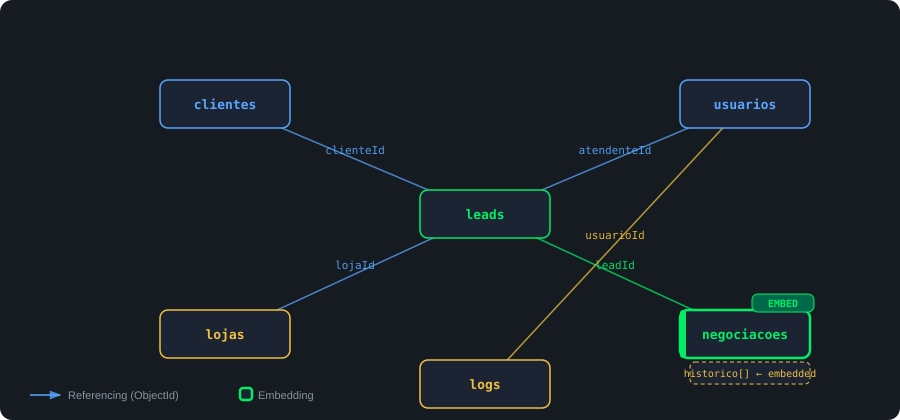 clientes
usuarios
clienteId
atendenteId
leads
usuarioId
lojaId
leadId
EMBED
lojas
negociacoes
historico[] ← embedded
logs
Referencing (ObjectId)
Embedding